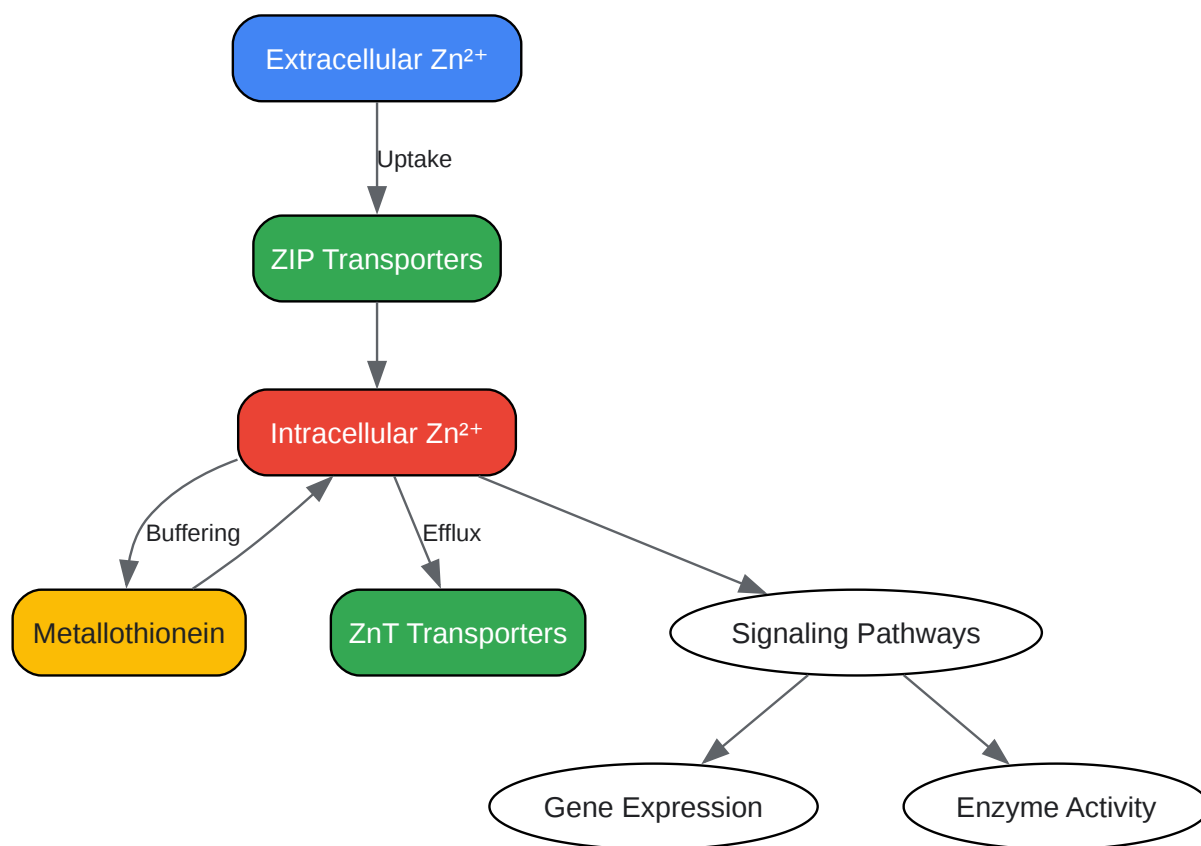 Extracellular Zn²⁺
Uptake
ZIP Transporters
Intracellular Zn²⁺
Buffering
Efflux
Metallothionein
ZnT Transporters
Signaling Pathways
Gene Expression
Enzyme Activity